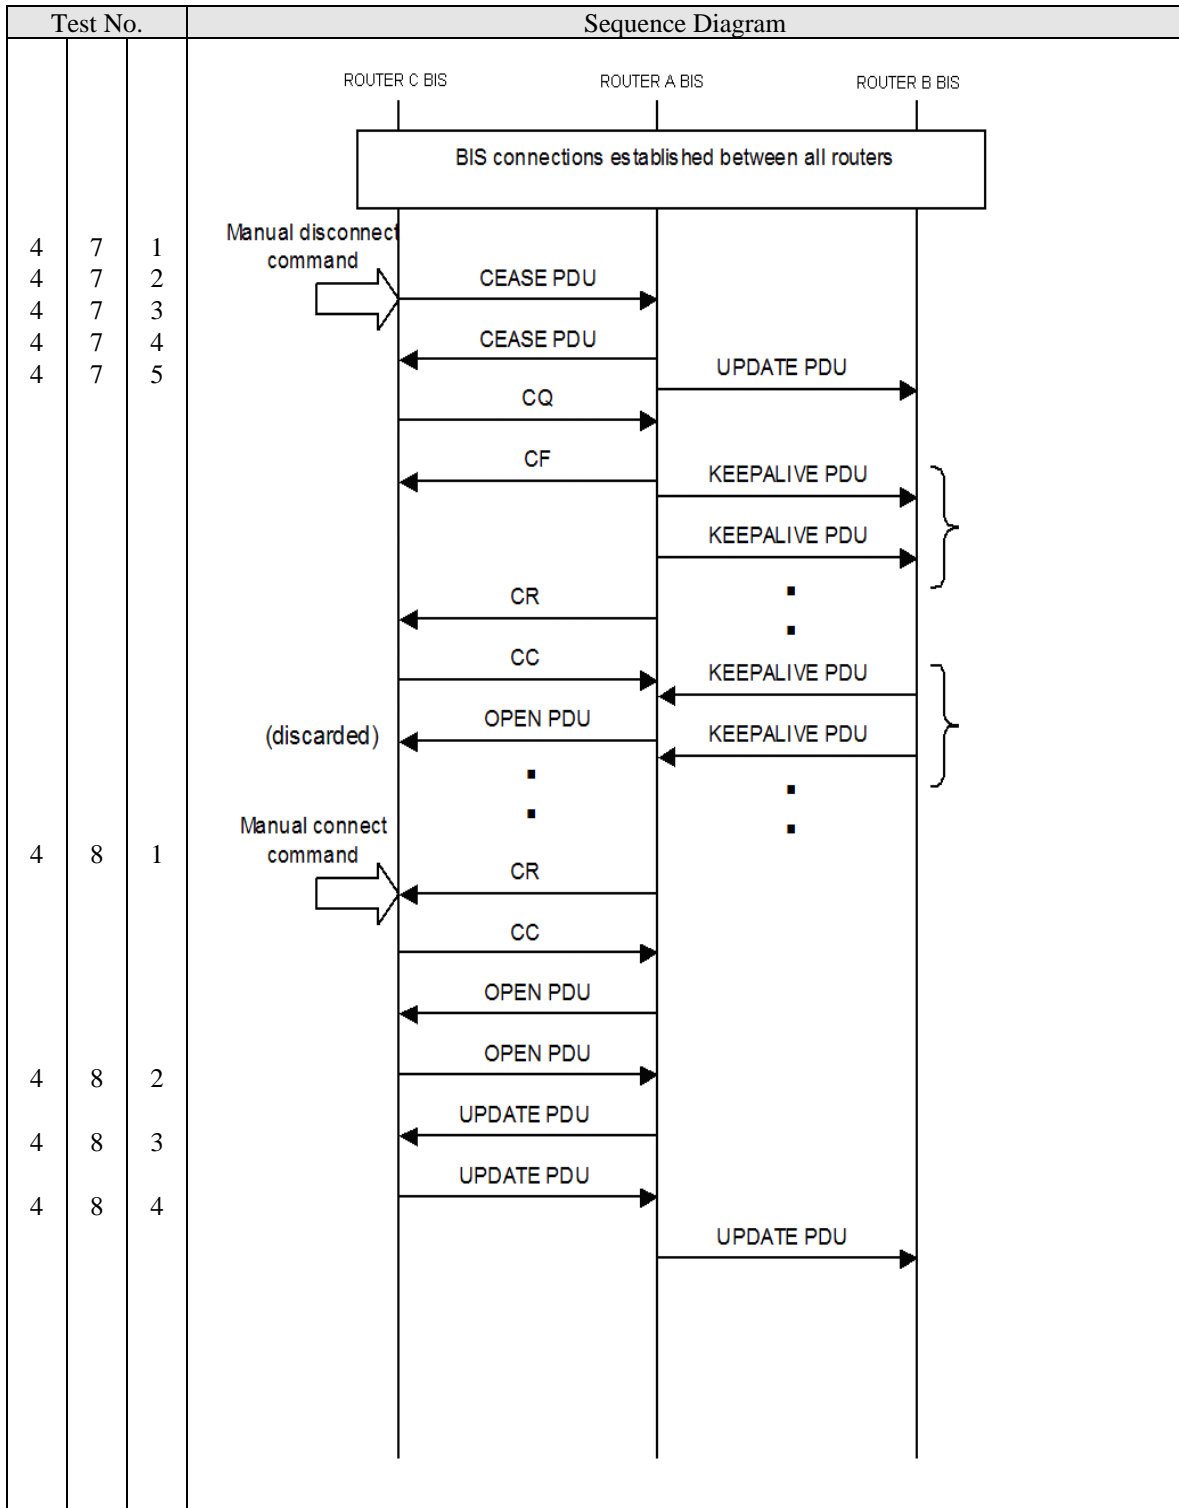 Test No. Sequence Diagram
ROUTER C BIS ROUTER A BIS ROUTER B BIS
BIS connections established between all routers
Manual disconnect
command
4 7 1
4 7 2
4 7 3
4 7 4
4 7 5
CEASE PDU
CEASE PDU
UPDATE PDU
CQ
CF
KEEPALIVE PDU
KEEPALIVE PDU
CR
CC
KEEPALIVE PDU
OPEN PDU
(discarded)
KEEPALIVE PDU
Manual connect
command
4 8 1
CR
CC
OPEN PDU
OPEN PDU
4 8 2
UPDATE PDU
4 8 3
UPDATE PDU
4 8 4
UPDATE PDU